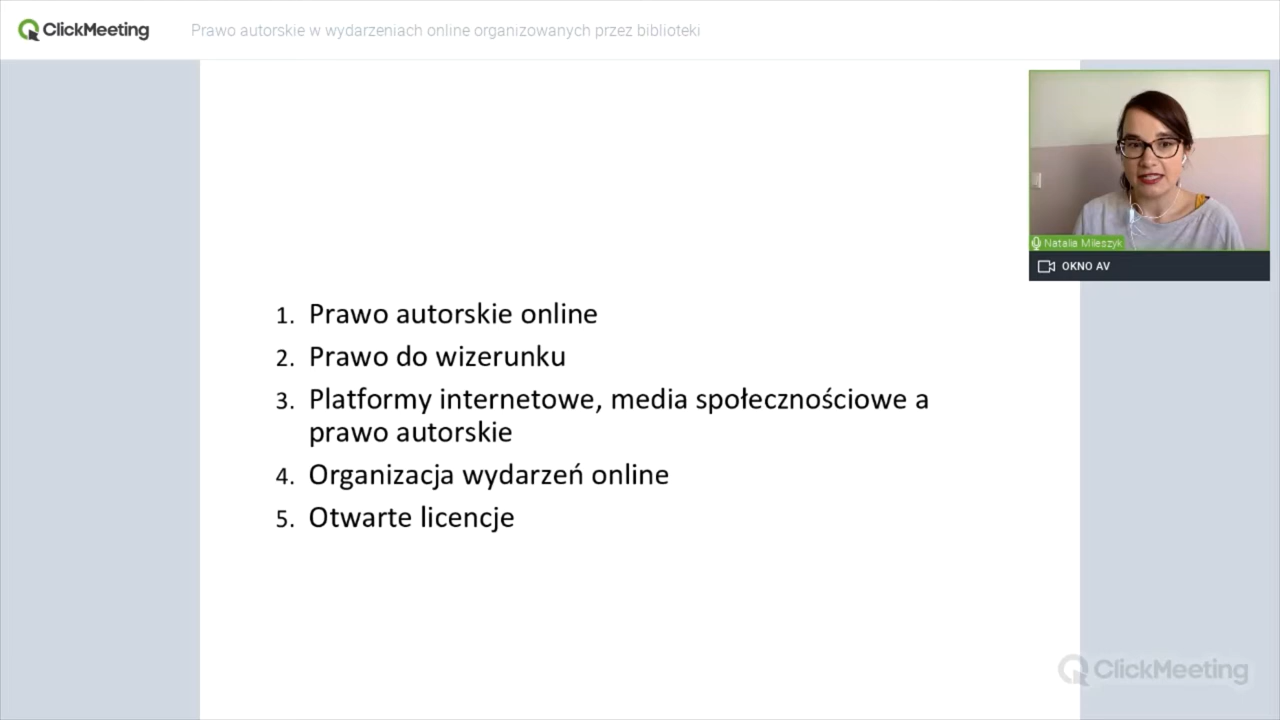 ClickMeeting
Prawo autorskie w wydarzeniach online organizowanych przez biblioteki
Natalia Mileszyk
OKNO AV
1. Prawo autorskie online
2. Prawo do wizerunku
3. Platformy internetowe, media społecznościowe a
prawo autorskie
4. Organizacja wydarzeń online
5. Otwarte licencje
ClickMeeting